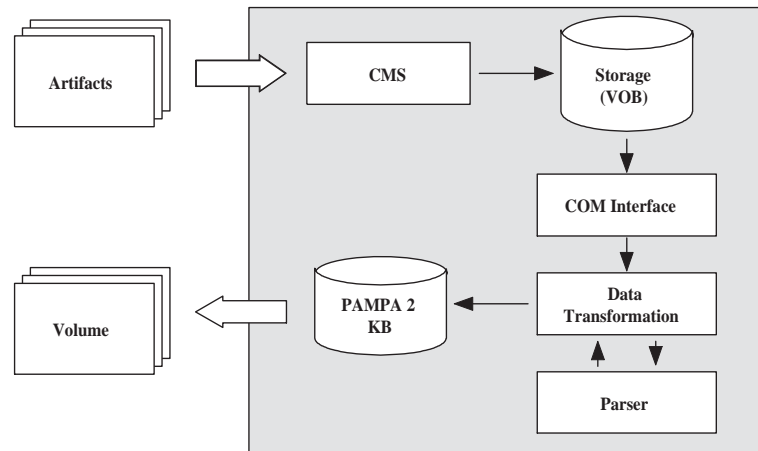 Artifacts
CMS
Storage
(VOB)
COM Interface
Volume
PAMPA 2
KB
Data
Transformation
Parser